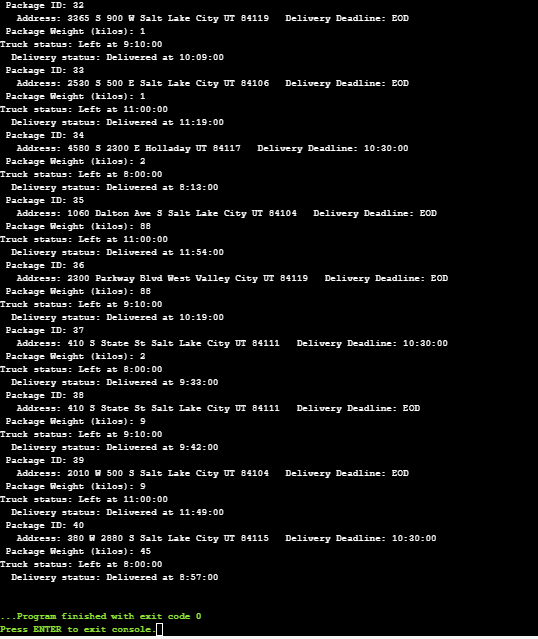 Package ID: 32
Address: 3365 S 900 W Salt Lake City UT 84119   Delivery Deadline: EOD
Package Weight (kilos): 1
Truck status: Left at 9:10:00
Delivery status: Delivered at 10:09:00
Package ID: 33
Address: 2530 S 500 E Salt Lake City UT 84106   Delivery Deadline: EOD
Package Weight (kilos): 1
Truck status: Left at 11:00:00
Delivery status: Delivered at 11:19:00
Package ID: 34
Address: 4580 S 2300 E Holladay UT 84117   Delivery Deadline: 10:30:00
Package Weight (kilos): 2
Truck status: Left at 8:00:00
Delivery status: Delivered at 8:13:00
Package ID: 35
Address: 1060 Dalton Ave S Salt Lake City UT 84104   Delivery Deadline: EOD
Package Weight (kilos): 88
Truck status: Left at 11:00:00
Delivery status: Delivered at 11:54:00
Package ID: 36
Address: 2300 Parkway Blvd West Valley City UT 84119   Delivery Deadline: EOD
Package Weight (kilos): 88
Truck status: Left at 9:10:00
Delivery status: Delivered at 10:19:00
Package ID: 37
Address: 410 S State St Salt Lake City UT 84111   Delivery Deadline: 10:30:00
Package Weight (kilos): 2
Truck status: Left at 8:00:00
Delivery status: Delivered at 9:33:00
Package ID: 38
Address: 410 S State St Salt Lake City UT 84111   Delivery Deadline: EOD
Package Weight (kilos): 9
Truck status: Left at 9:10:00
Delivery status: Delivered at 9:42:00
Package ID: 39
Address: 2010 W 500 S Salt Lake City UT 84104   Delivery Deadline: EOD
Package Weight (kilos): 9
Truck status: Left at 11:00:00
Delivery status: Delivered at 11:49:00
Package ID: 40
Address: 380 W 2880 S Salt Lake City UT 84115   Delivery Deadline: 10:30:00
Package Weight (kilos): 45
Truck status: Left at 8:00:00
Delivery status: Delivered at 8:57:00
...Program finished with exit code 0
Press ENTER to exit console.